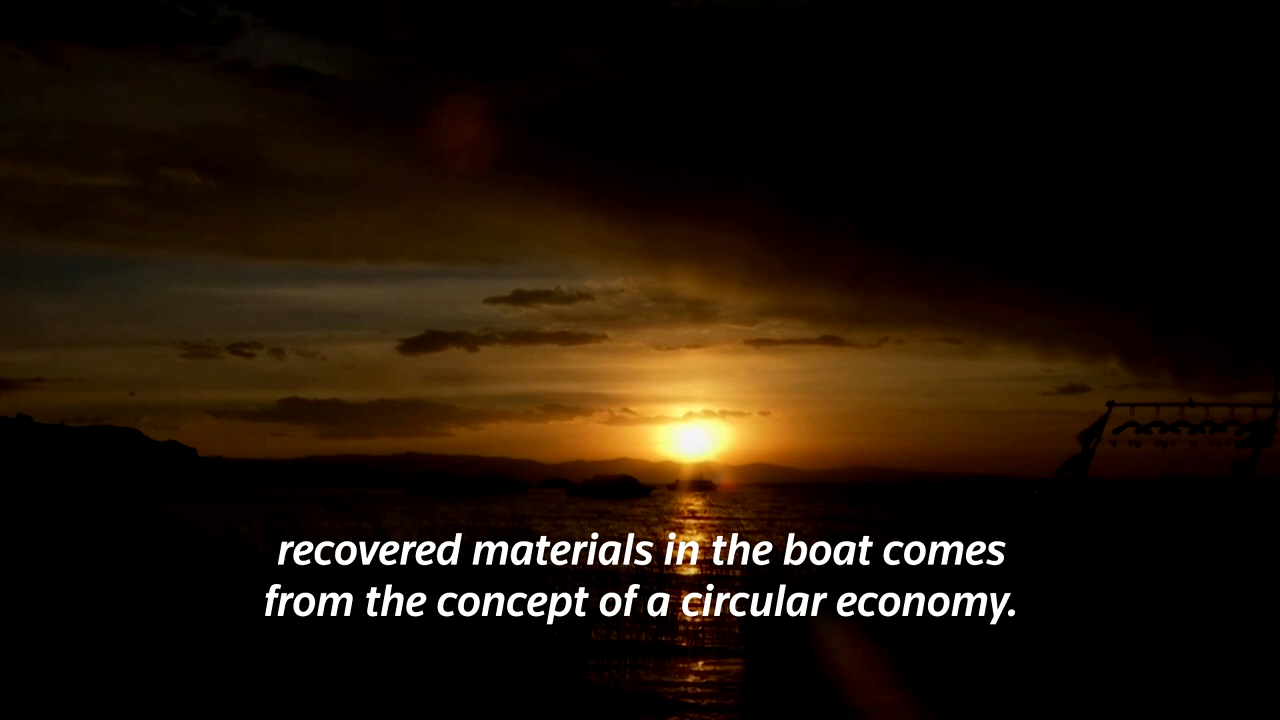 recovered materials in the boat comes
from the concept of a circular economy.